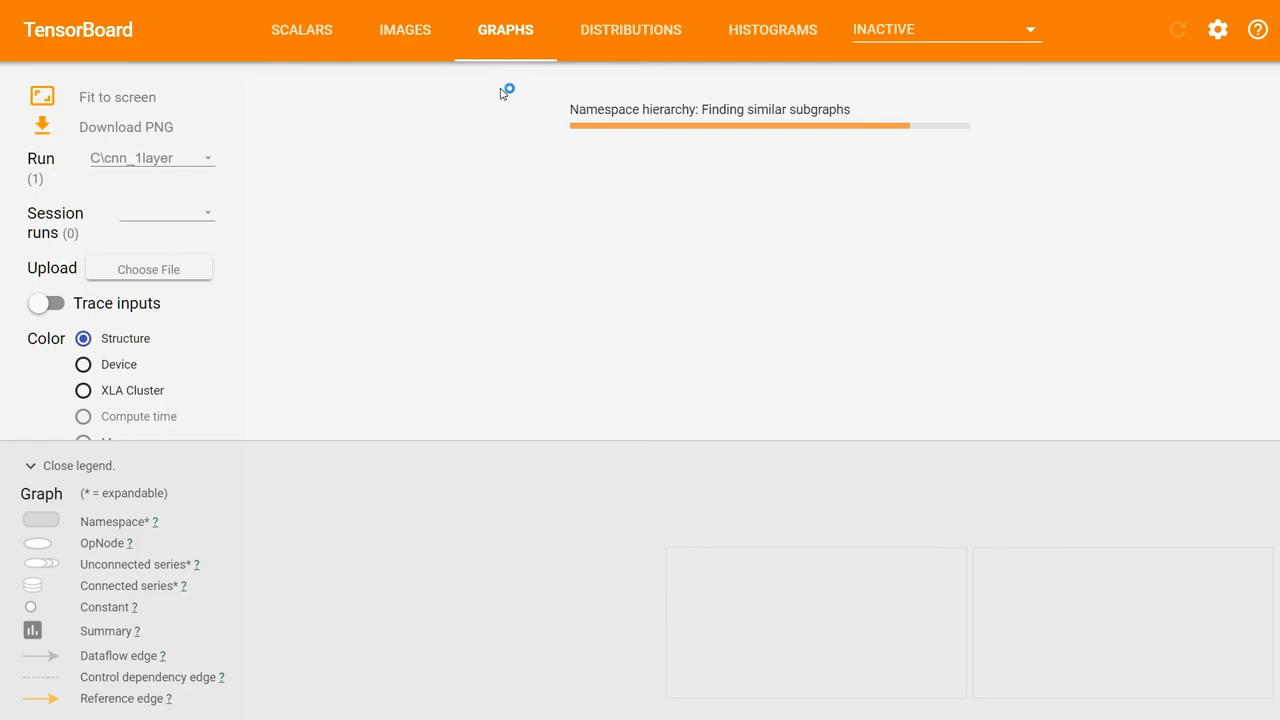 TensorBoard
SCALARS
IMAGES
GRAPHS
DISTRIBUTIONS
HISTOGRAMS
INACTIVE
Fit to screen
Download PNG
Run
(1)
C\cnn_1layer
Session
runs (0)
Upload
Choose File
Trace inputs
Color
Structure
Device
XLA Cluster
Compute time
Namespace hierarchy: Finding similar subgraphs
Close legend.
Graph
(* = expandable)
Namespace* ?
OpNode ?
Unconnected series* ?
Connected series* ?
Constant ?
Summary ?
Dataflow edge ?
Control dependency edge ?
Reference edge ?